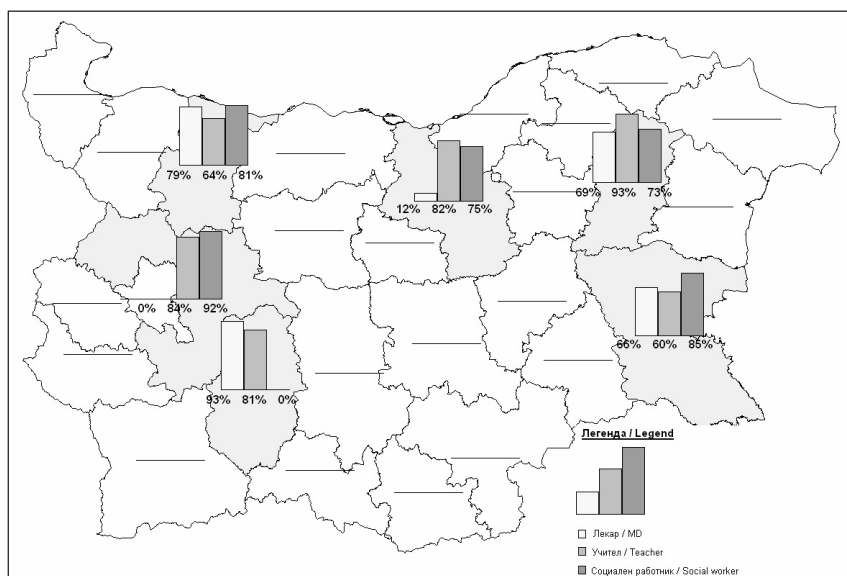 79% 64% 81%
12% 82% 75%
69% 93% 73%
0% 84% 92%
66% 60% 85%
93% 81% 0%
Легенда / Legend
Лекар / MD
Учител / Teacher
Социален работник / Social worker